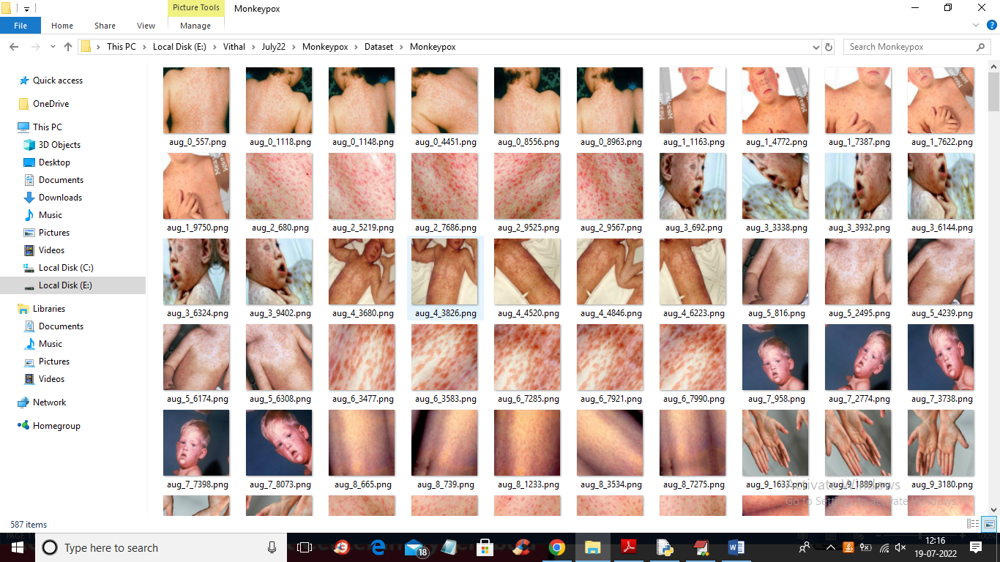 Picture Tools
Monkeypox
File
Home
Share
View
Manage
This PC
Local Disk (E:)
Vithal
July22
Monkeypox
Dataset
Monkeypox
Search Monkeypox
Quick access
OneDrive
This PC
3D Objects
Desktop
Documents
Downloads
Music
Pictures
Videos
Local Disk (C:)
Local Disk (E:)
Libraries
Documents
Music
Pictures
Videos
Network
Homegroup
Measles
aug_0_557.png
aug_0_1118.png
aug_0_1148.png
aug_0_4451.png
aug_0_8556.png
aug_0_8963.png
aug_1_1163.png
aug_1_4772.png
aug_1_7387.png
aug_1_7622.png
aug_1_9750.png
aug_2_680.png
aug_2_5219.png
aug_2_7686.png
aug_2_9525.png
aug_2_9567.png
aug_3_692.png
aug_3_3338.png
aug_3_3932.png
aug_3_6144.png
aug_3_6324.png
aug_3_9402.png
aug_4_3680.png
aug_4_3826.png
aug_4_4520.png
aug_4_4846.png
aug_4_6223.png
aug_5_816.png
aug_5_2495.png
aug_5_4239.png
aug_5_6174.png
aug_5_6308.png
aug_6_3477.png
aug_6_3583.png
aug_6_7285.png
aug_6_7921.png
aug_6_7990.png
aug_7_958.png
aug_7_2774.png
aug_7_3738.png
aug_7_7398.png
aug_7_8073.png
aug_8_665.png
aug_8_739.png
aug_8_1233.png
aug_8_3534.png
aug_8_7275.png
aug_9_1633.png
aug_9_1889.png
aug_9_3180.png
Activate Windows
Go to Settings to activate Windows.
587 items
Type here to search
18
12:16
19-07-2022
100%